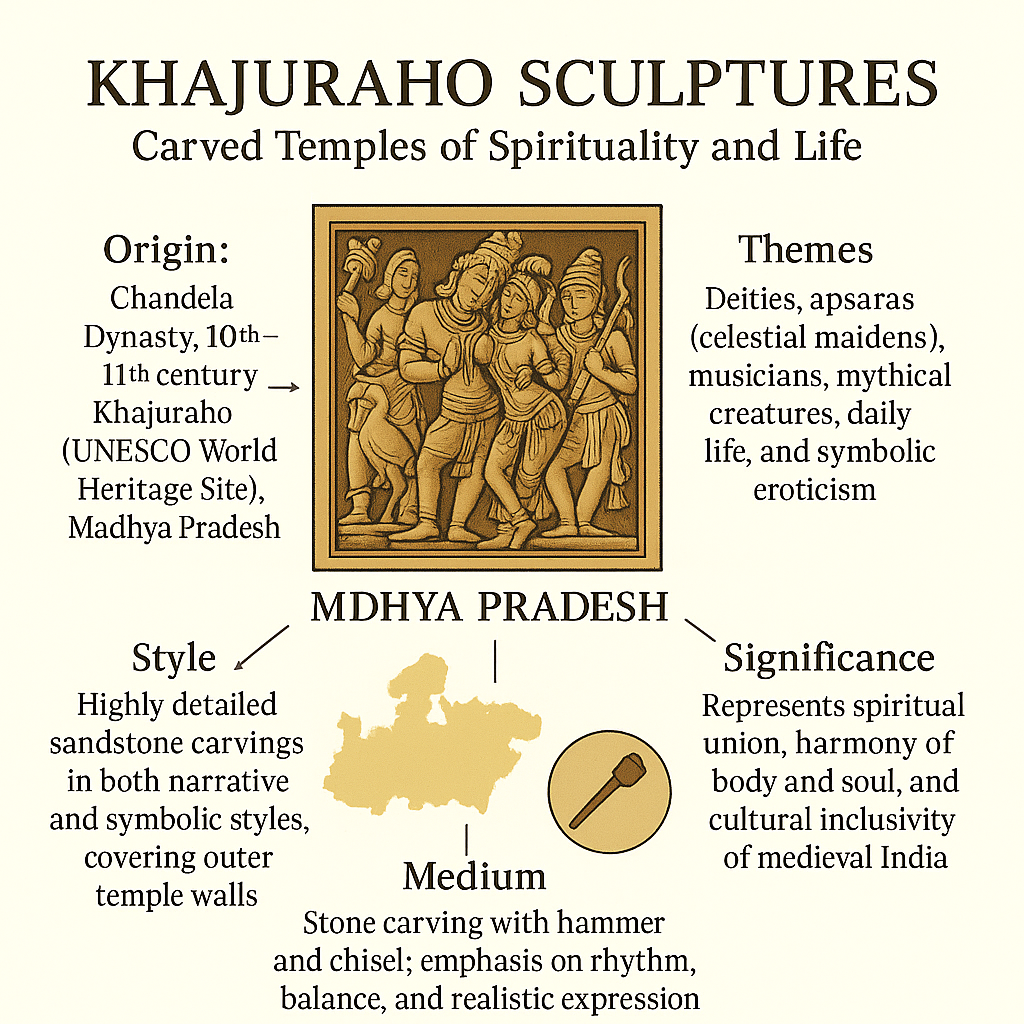 KHAJURAHO SCULPTURES
Carved Temples of Spirituality and Life
Origin:
Chandela
Dynasty, 10th–
11th century
Khajuraho
(UNESCO World
Heritage Site),
Madhya Pradesh
Themes
Deities, apsaras
(celestial maidens),
musicians, mythical
creatures, daily
life, and symbolic
eroticism
MDHYA PRADESH
Style
Highly detailed
sandstone carvings
in both narrative
and symbolic styles,
covering outer
temple walls
Significance
Represents spiritual
union, harmony of
body and soul, and
cultural inclusivity
of medieval India
Medium
Stone carving with hammer
and chisel; emphasis on rhythm,
balance, and realistic expression